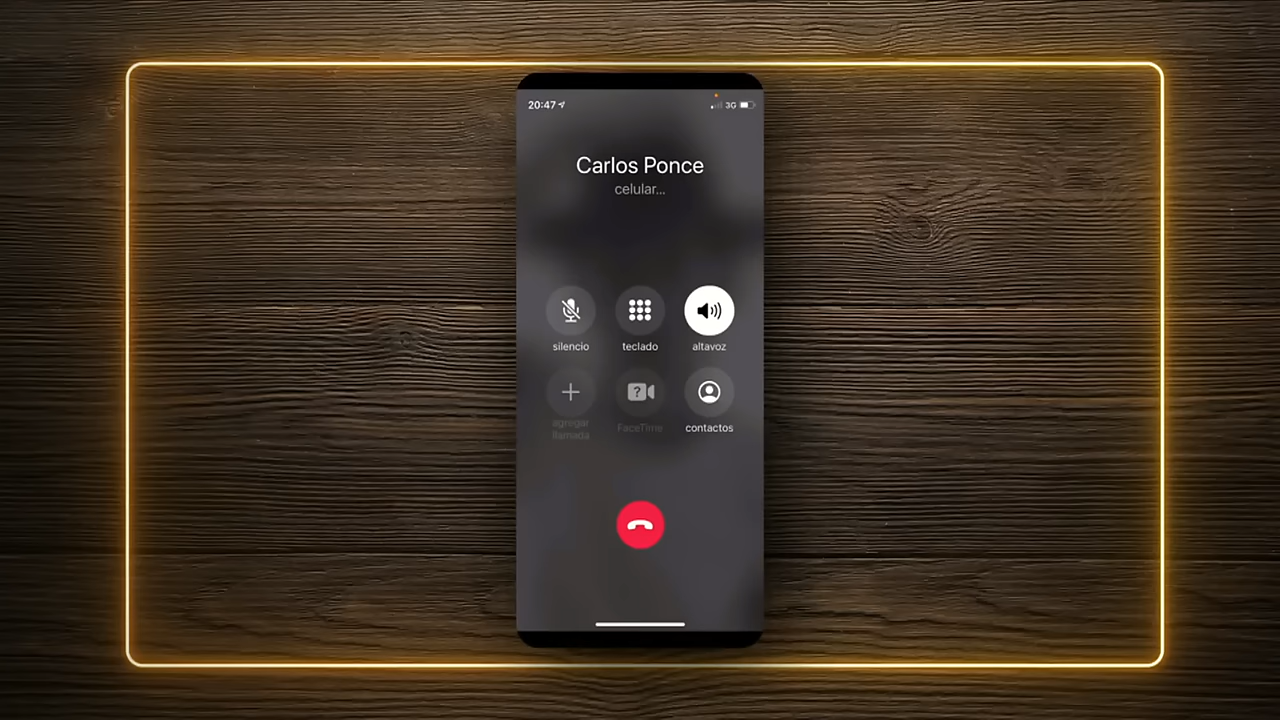 20:47 3G
Carlos Ponce
celular...
silencio teclado altavoz
?
agregar
llamada FaceTime contactos